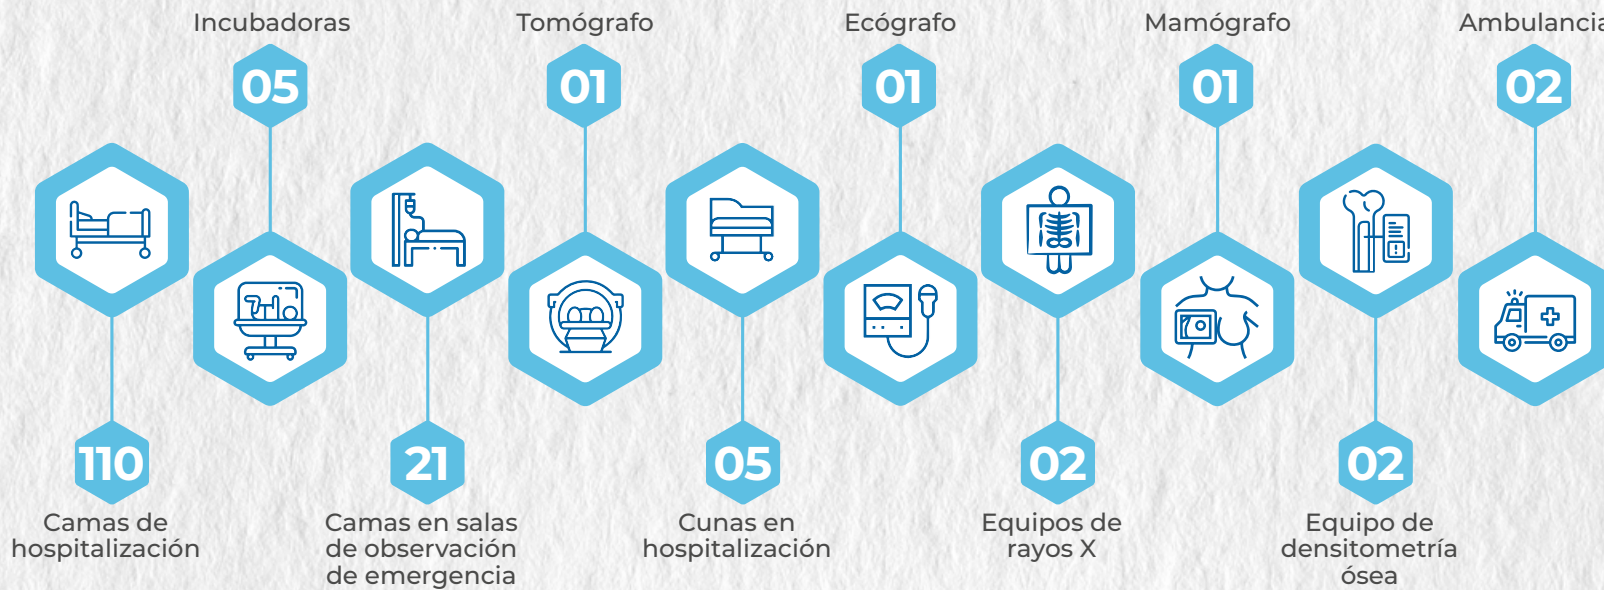 Incubadoras
05
Tomógrafo
01
Ecógrafo
01
Mamógrafo
01
Ambulancia
02
110
Camas de
hospitalización
21
Camas en salas
de observación
de emergencia
05
Cunas en
hospitalización
02
Equipos de
rayos X
02
Equipo de
densitometría
ósea